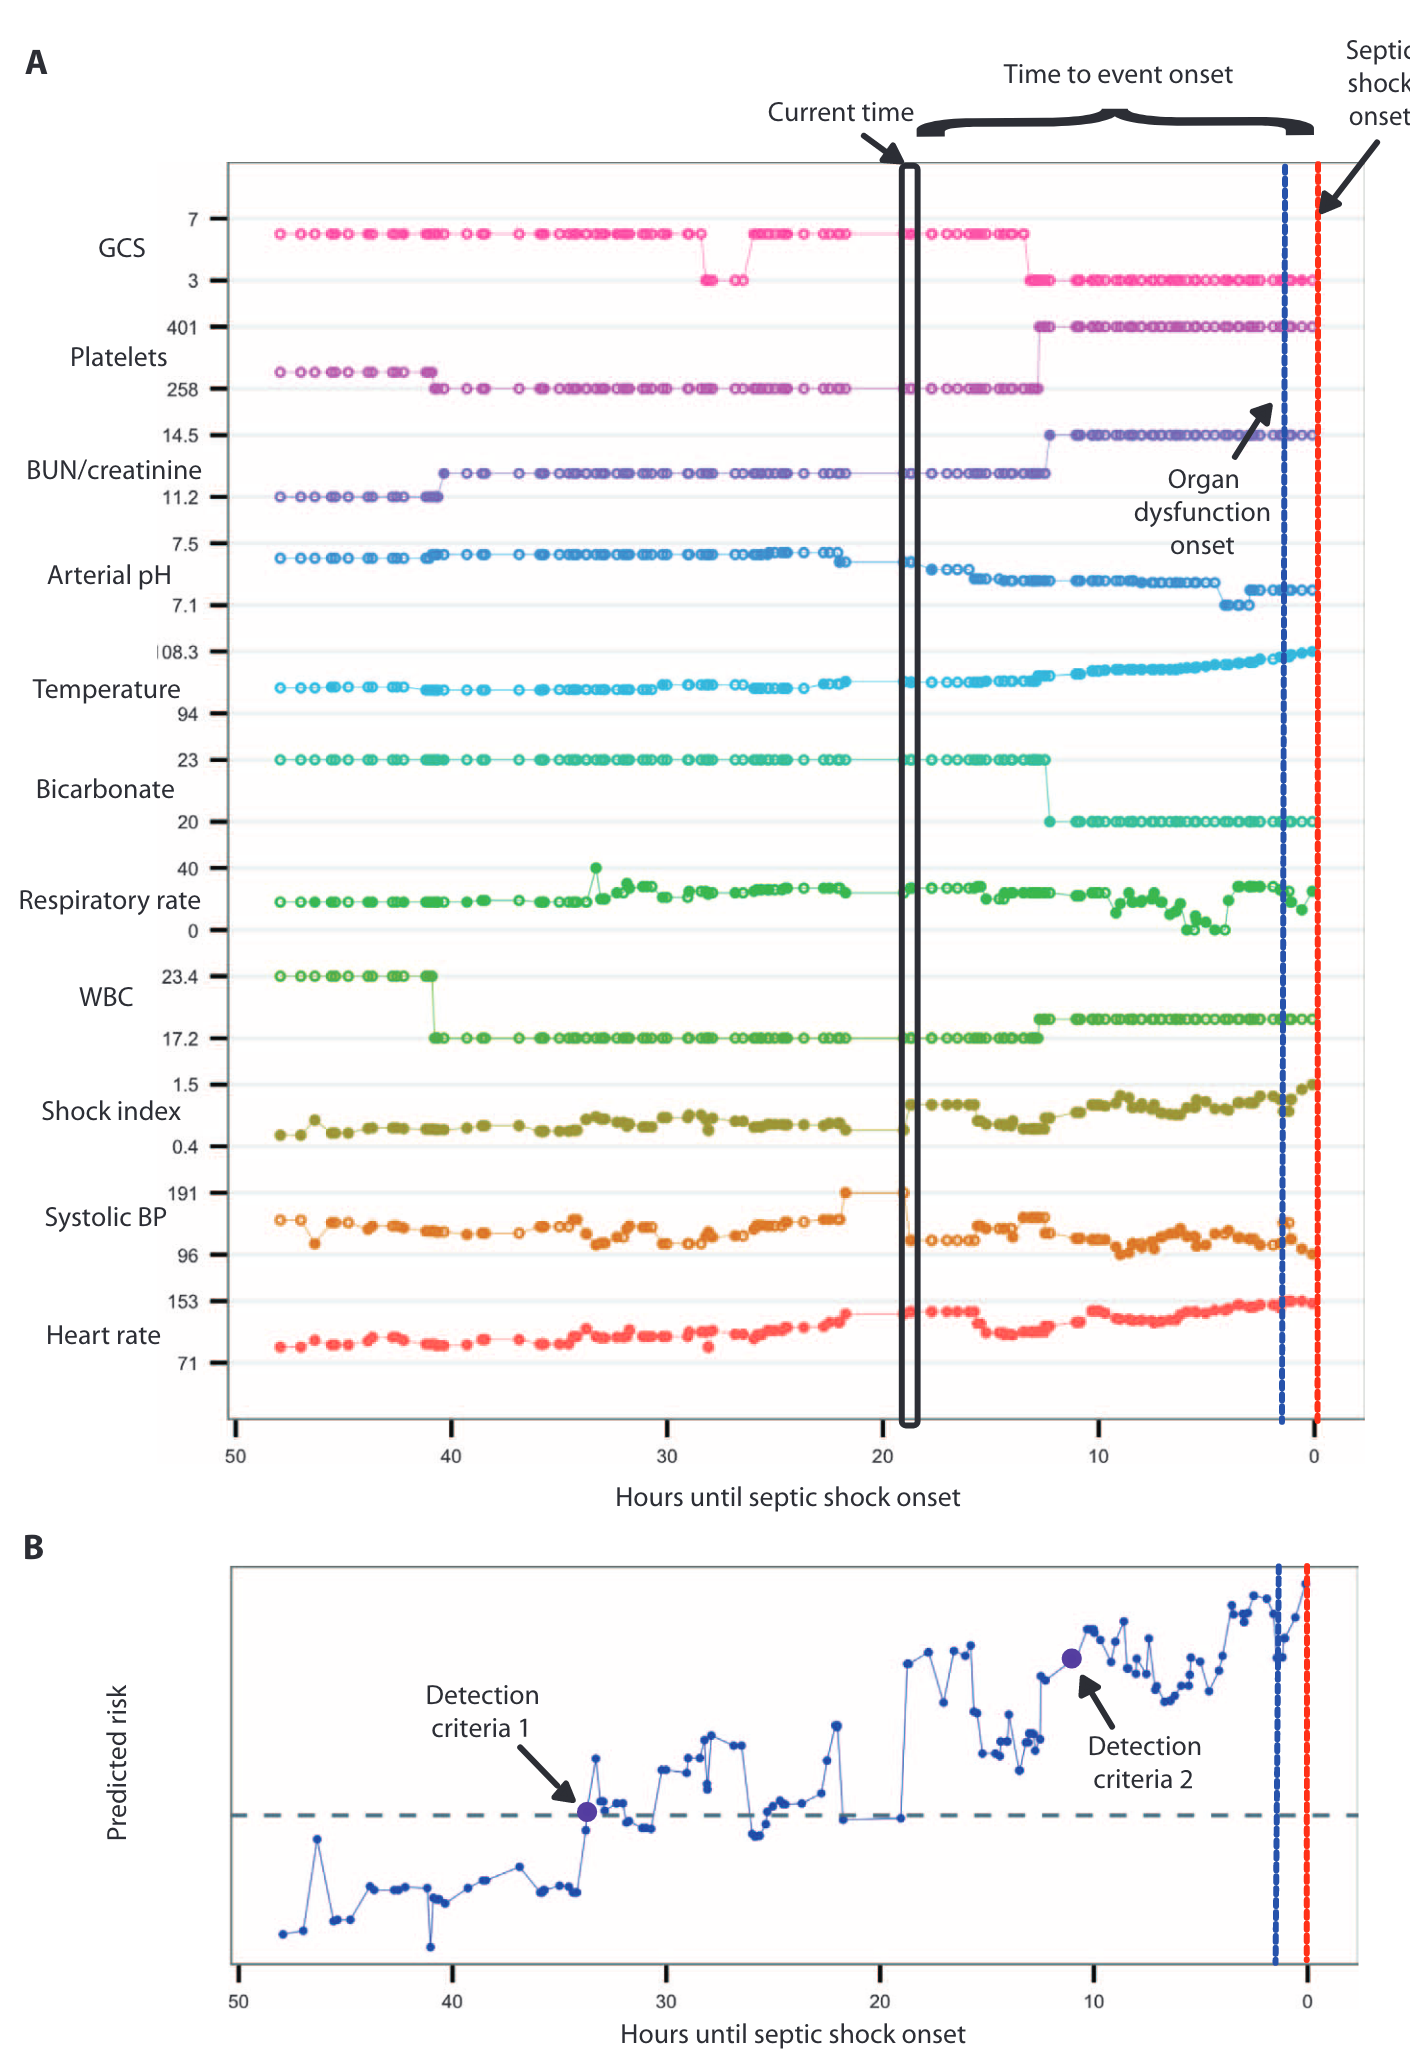 A
Septic
shock
onset
Time to event onset
Current time
7
GCS
3
401
Platelets
258
14.5
BUN/creatinine
11.2
Organ
dysfunction
onset
7.5
Arterial pH
7.1
108.3
Temperature
94
23
Bicarbonate
20
40
Respiratory rate
0
23.4
WBC
17.2
1.5
Shock index
0.4
191
Systolic BP
96
153
Heart rate
71
50 40 30 20 10 0
Hours until septic shock onset
B
Predicted risk
Detection
criteria 1
Detection
criteria 2
50 40 30 20 10 0
Hours until septic shock onset